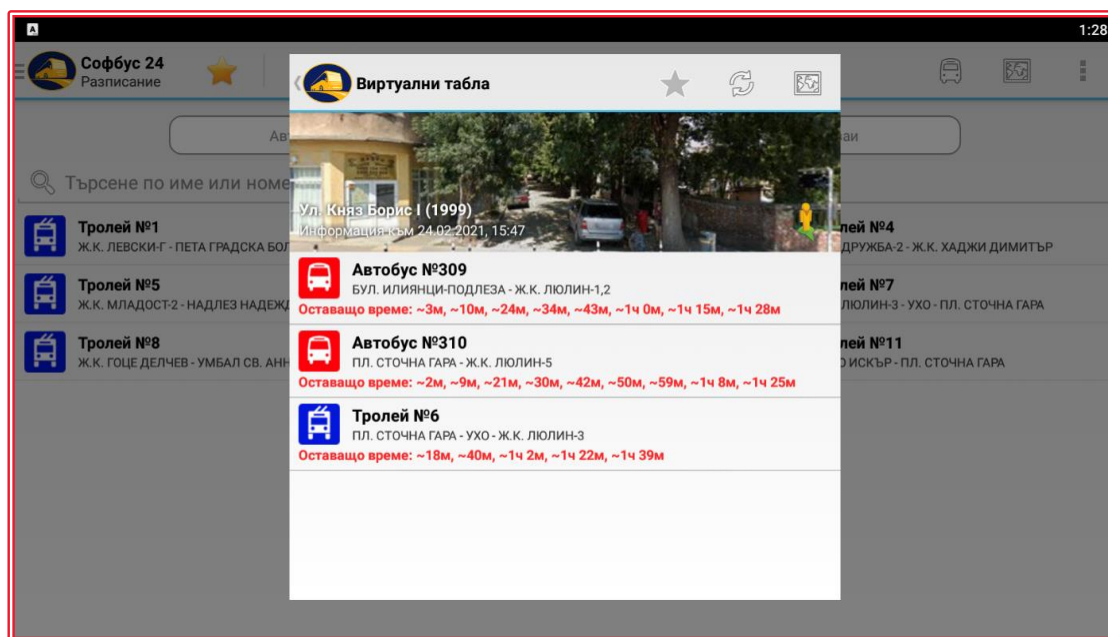 A
1:28
Софбус 24
Разписание
Виртуални табла
Ав
аи
Търсене по име или номе
Ул. Княз Борис I (1999)
Информация към 24.02.2021, 15:47
Тролей №1
Ж.К. ЛЕВСКИ-Г - ПЕТА ГРАДСКА БОЛ
лей №4
ДРУЖБА-2 - Ж.К. ХАДЖИ ДИМИТЪР
Тролей №5
Ж.К. МЛАДОСТ-2 - НАДЛЕЗ НАДЕЖД
лей №7
ЛЮЛИН-3 - УХО - ПЛ. СТОЧНА ГАРА
Тролей №8
Ж.К. ГОЦЕ ДЕЛЧЕВ - УМБАЛ СВ. АНН
лей №11
О ИСКЪР - ПЛ. СТОЧНА ГАРА
Автобус №309
БУЛ. ИЛИЯНЦИ-ПОДЛЕЗА - Ж.К. ЛЮЛИН-1,2
Оставащо време: ~3м, ~10м, ~24м, ~34м, ~43м, ~1ч 0м, ~1ч 15м, ~1ч 28м
Автобус №310
ПЛ. СТОЧНА ГАРА - Ж.К. ЛЮЛИН-5
Оставащо време: ~2м, ~9м, ~21м, ~30м, ~42м, ~50м, ~59м, ~1ч 8м, ~1ч 25м
Тролей №6
ПЛ. СТОЧНА ГАРА - УХО - Ж.К. ЛЮЛИН-3
Оставащо време: ~18м, ~40м, ~1ч 2м, ~1ч 22м, ~1ч 39м